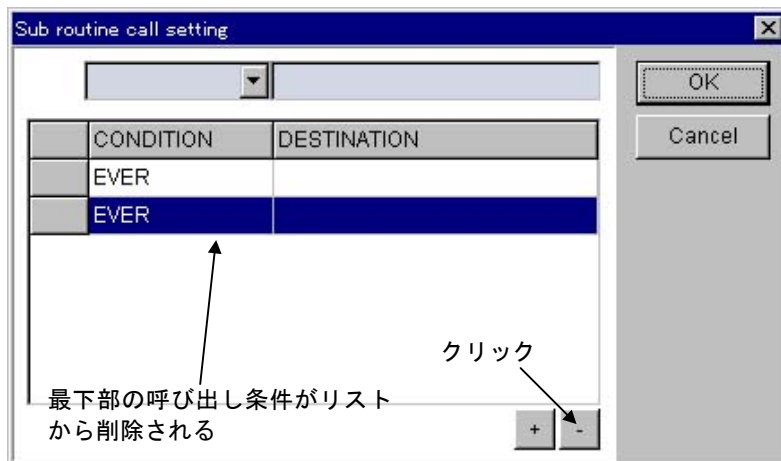 Sub routine call setting
OK
CONDITION DESTINATION
Cancel
EVER
EVER
クリック
最下部の呼び出し条件がリスト
から削除される
+ -